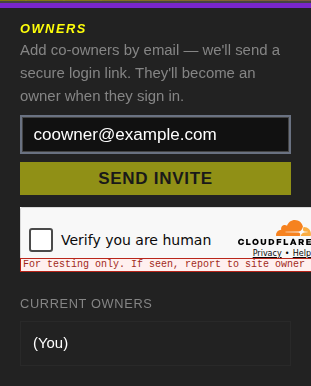 OWNERS
Add co-owners by email — we'll send a
secure login link. They'll become an
owner when they sign in.
coowner@example.com
SEND INVITE
Verify you are human
CLOUDFLARE
Privacy • Help
For testing only. If seen, report to site owner
CURRENT OWNERS
(You)